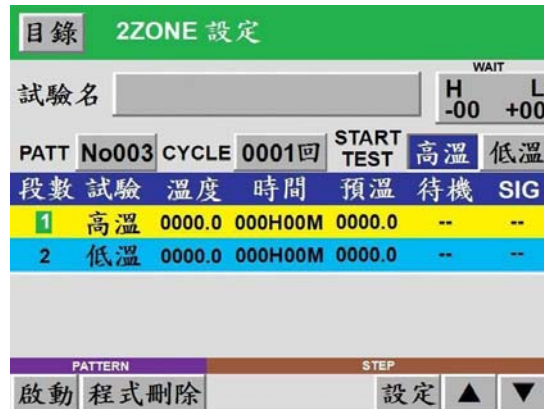 目錄 2ZONE 設定
WAIT
試驗名 H L
-00 +00
PATT No003 CYCLE 0001回 START TEST 高溫 低溫
段數 試驗 溫度 時間 預溫 待機 SIG
1 高溫 0000.0 000H00M 0000.0 -- --
2 低溫 0000.0 000H00M 0000.0 -- --
PATTERN STEP
啟動 程式刪除 設定 ▲ ▼